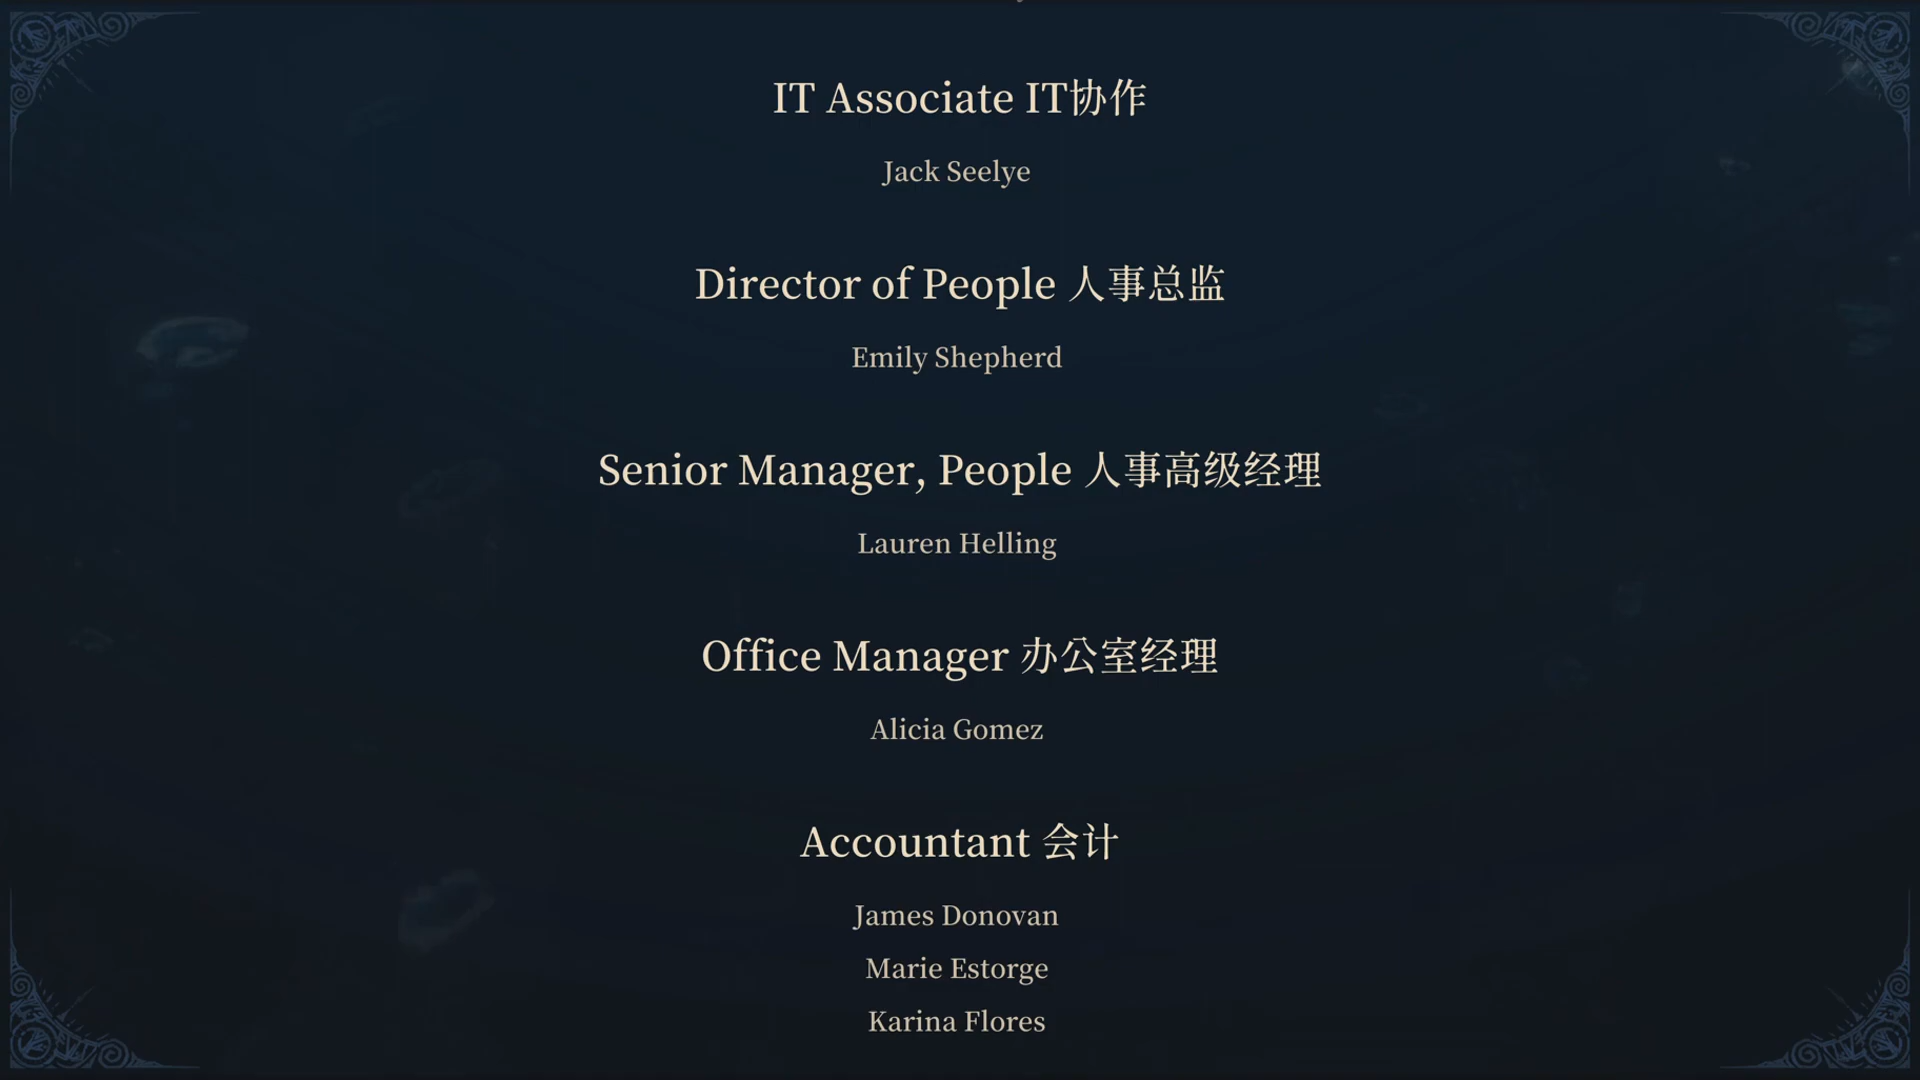 IT Associate IT协作
Jack Seelye
Director of People 人事总监
Emily Shepherd
Senior Manager, People 人事高级经理
Lauren Helling
Office Manager 办公室经理
Alicia Gomez
Accountant 会计
James Donovan
Marie Estorge
Karina Flores